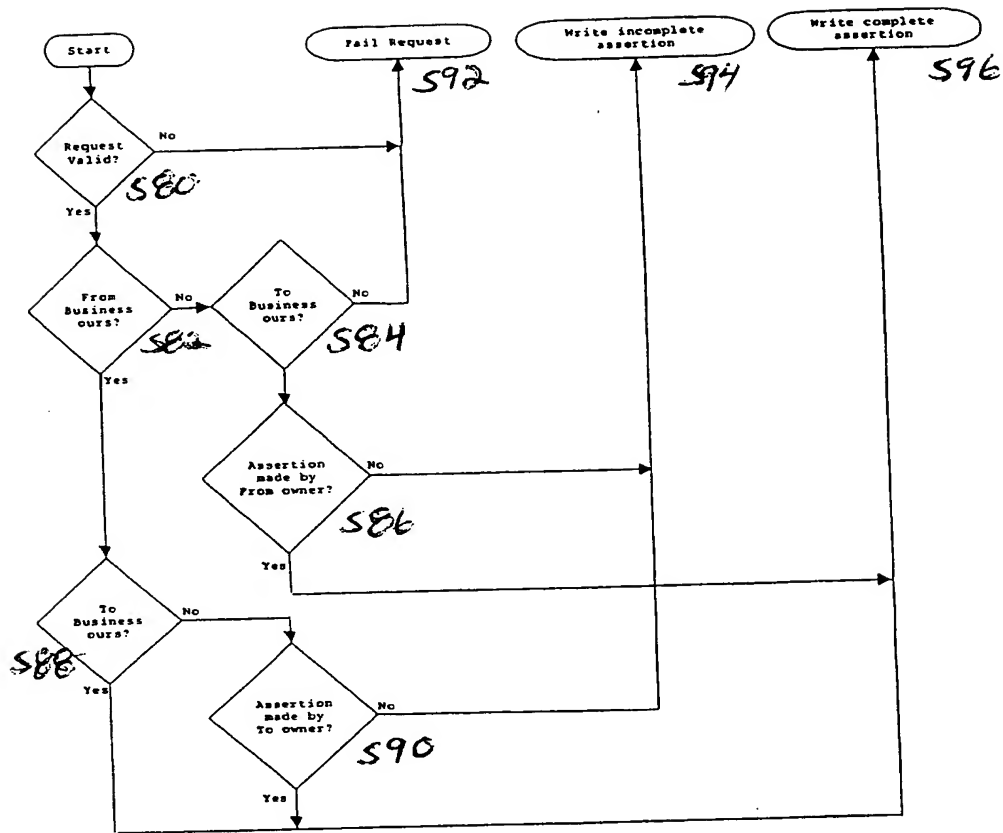 Start
Fail Request
S92
Write incomplete
assertion
S94
Write complete
assertion
S96
Request
Valid?
No
S80
Yes
From
Business
ours?
No
S82
Yes
To
Business
ours?
No
S84
Assertion
made by
From owner?
No
S86
Yes
To
Business
ours?
No
S88
Yes
Assertion
made by
To owner?
No
S90
Yes